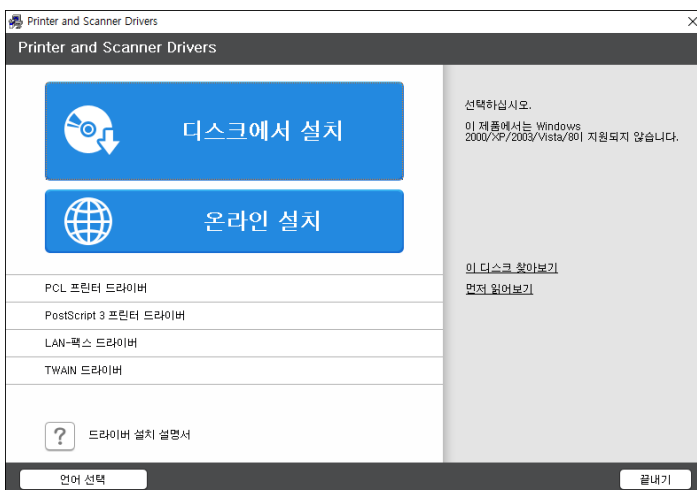 Printer and Scanner Drivers
Printer and Scanner Drivers
디스크에서 설치
온라인 설치
PCL 프린터 드라이버
PostScript 3 프린터 드라이버
LAN-팩스 드라이버
TWAIN 드라이버
? 드라이버 설치 설명서
선택하십시오.
이 제품에서는 Windows
2000/XP/2003/Vista/8이 지원되지 않습니다.
이 디스크 찾아보기
먼저 읽어보기
언어 선택
끝내기